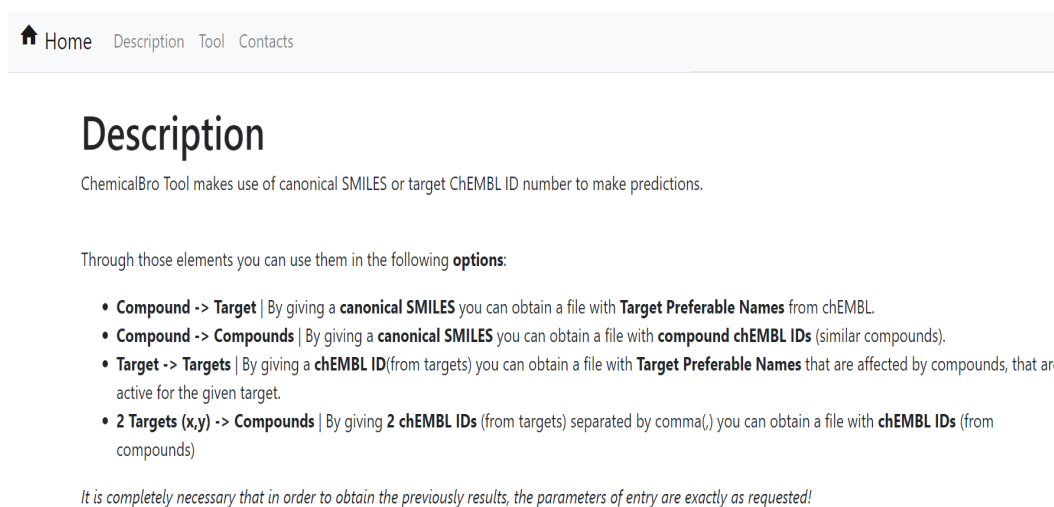 Home Description Tool Contacts
Description
ChemicalBro Tool makes use of canonical SMILES or target ChEMBL ID number to make predictions.
Through those elements you can use them in the following options:
• Compound -> Target | By giving a canonical SMILES you can obtain a file with Target Preferable Names from chEMBL.
• Compound -> Compounds | By giving a canonical SMILES you can obtain a file with compound chEMBL IDs (similar compounds).
• Target -> Targets | By giving a chEMBL ID(from targets) you can obtain a file with Target Preferable Names that are affected by compounds, that ar
active for the given target.
• 2 Targets (x,y) -> Compounds | By giving 2 chEMBL IDs (from targets) separated by comma(,) you can obtain a file with chEMBL IDs (from
compounds)
It is completely necessary that in order to obtain the previously results, the parameters of entry are exactly as requested!